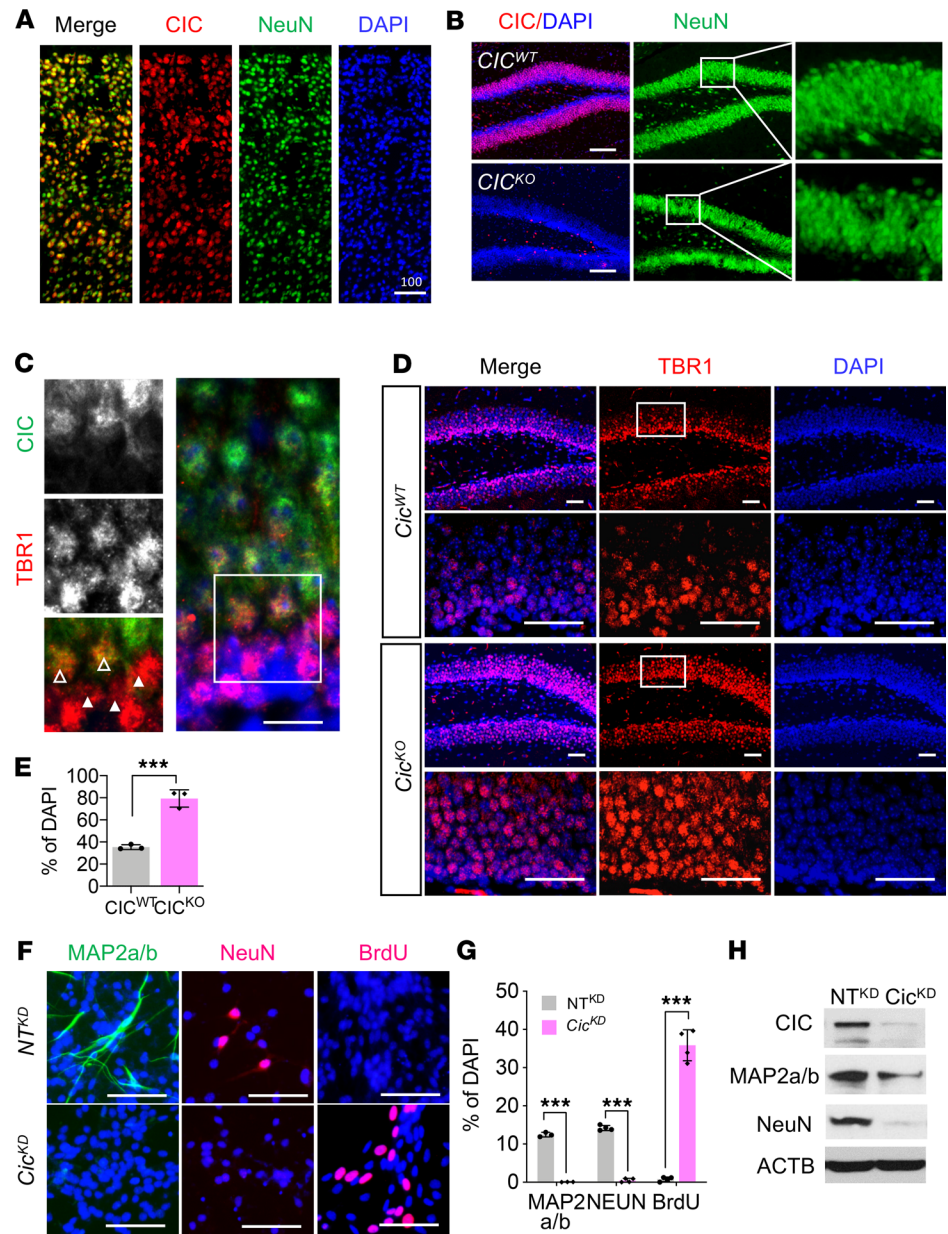 A
Merge CIC NeuN DAPI
100
B
CIC/DAPI NeuN
CIC^WT
CIC^KO
C
CIC
TBR1
D
Merge TBR1 DAPI
Cic^WT
Cic^KO
E
% of DAPI
100
80
60
40
20
0
***
CIC^WT CIC^KO
F
MAP2a/b NeuN BrdU
NT^KD
Cic^KD
G
% of DAPI
50
40
30
20
10
0
NT^KD
Cic^KD
***
***
***
MAP2 NEUN BrdU
a/b
H
NT^KD Cic^KD
CIC
MAP2a/b
NeuN
ACTB